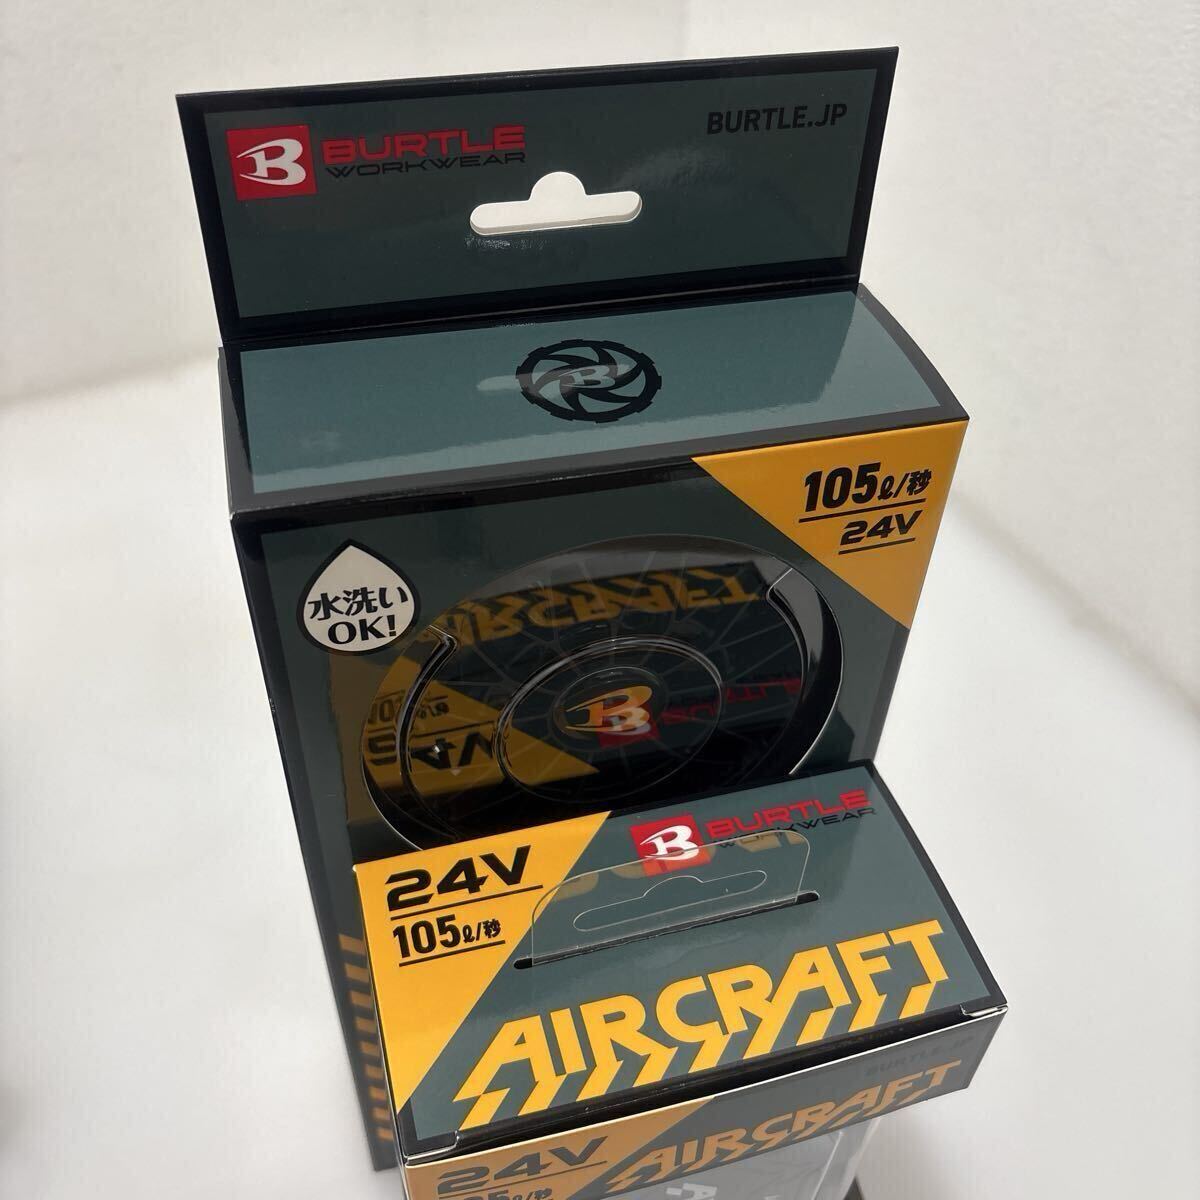 B BURTLE
WORKWEAR
BURTLE.JP
B
105ℓ/秒
24V
水洗い
OK!
B
24V
105ℓ/秒
B BURTLE
WORKWEAR
AIRCRAFT
BURTLE.JP
24V
AIRCRAFT